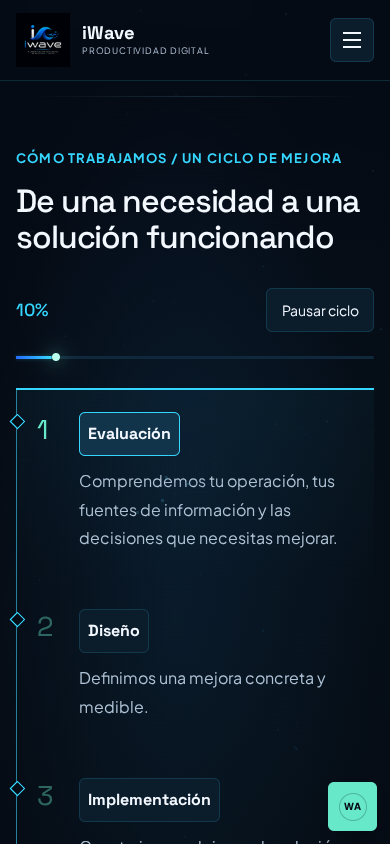 iwave
iWave
PRODUCTIVIDAD DIGITAL
CÓMO TRABAJAMOS / UN CICLO DE MEJORA
De una necesidad a una
solución funcionando
10%
Pausar ciclo
1
Evaluación
Comprendemos tu operación, tus
fuentes de información y las
decisiones que necesitas mejorar.
2
Diseño
Definimos una mejora concreta y
medible.
3
Implementación
WA